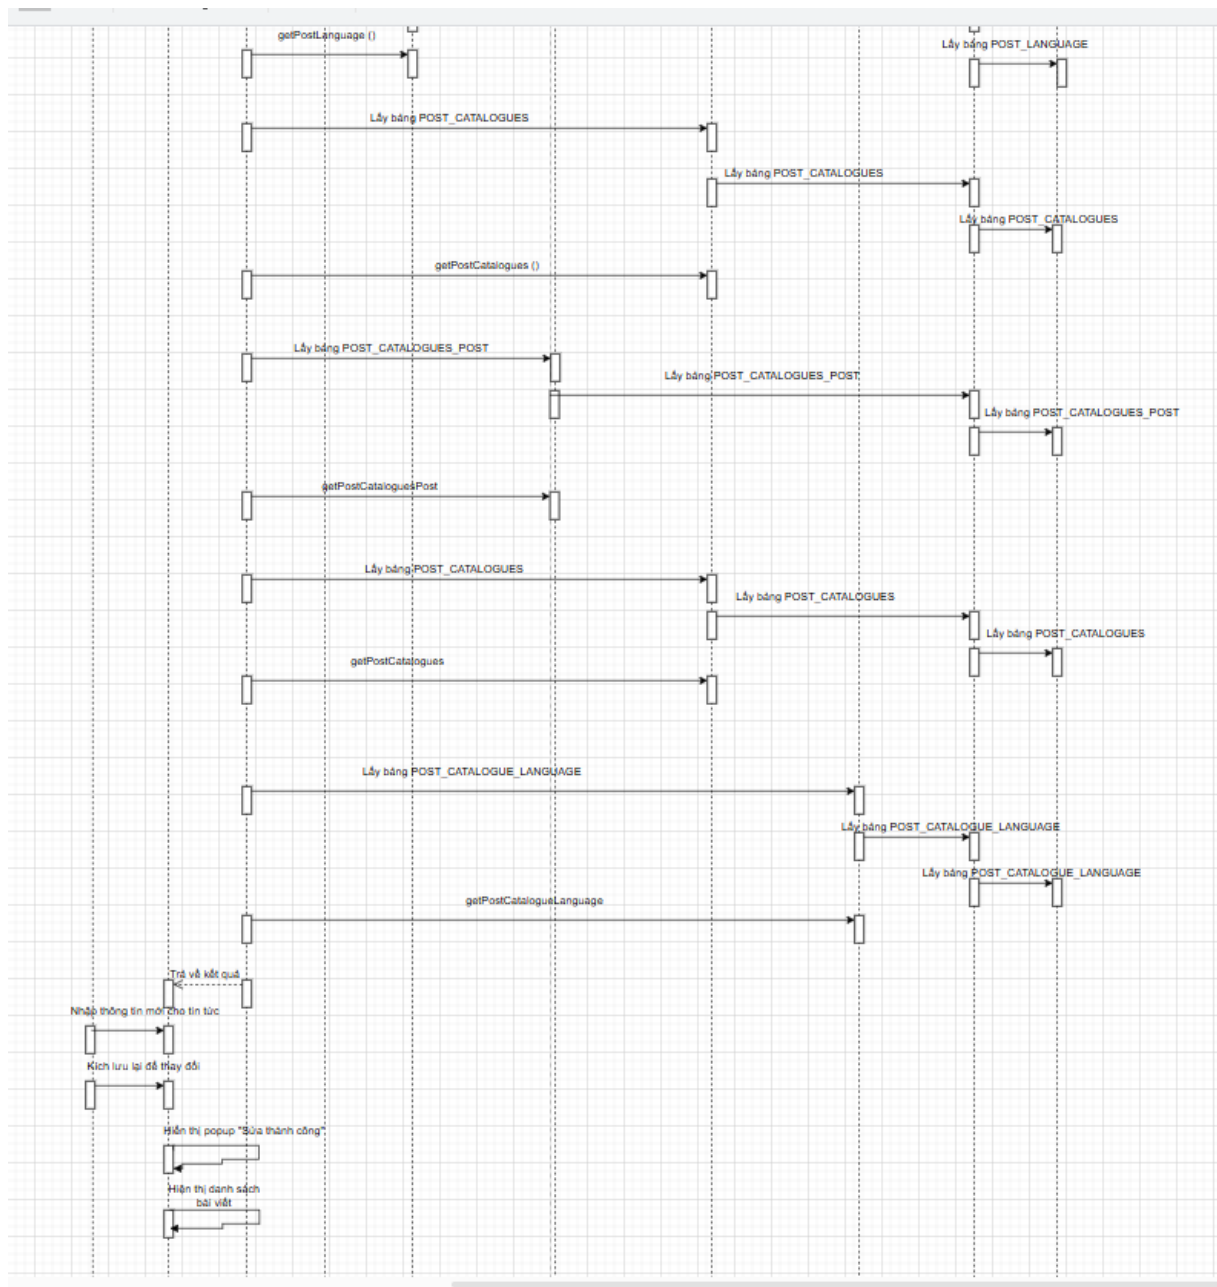 getPostLanguage ()
Lấy bảng POST_LANGUAGE
Lấy bảng POST_CATALOGUES
Lấy bảng POST_CATALOGUES
Lấy bảng POST_CATALOGUES
getPostCatalogues ()
Lấy bảng POST_CATALOGUES_POST
Lấy bảng POST_CATALOGUES_POST
Lấy bảng POST_CATALOGUES_POST
getPostCataloguesPost
Lấy bảng POST_CATALOGUES
Lấy bảng POST_CATALOGUES
Lấy bảng POST_CATALOGUES
getPostCatalogues
Lấy bảng POST_CATALOGUE_LANGUAGE
Lấy bảng POST_CATALOGUE_LANGUAGE
Lấy bảng POST_CATALOGUE_LANGUAGE
getPostCatalogueLanguage
Trả về kết quả
Nhập thông tin mới cho tin tức
Kích lưu lại để thay đổi
Hiển thị popup "Sửa thành công"
Hiện thị danh sách
bài viết